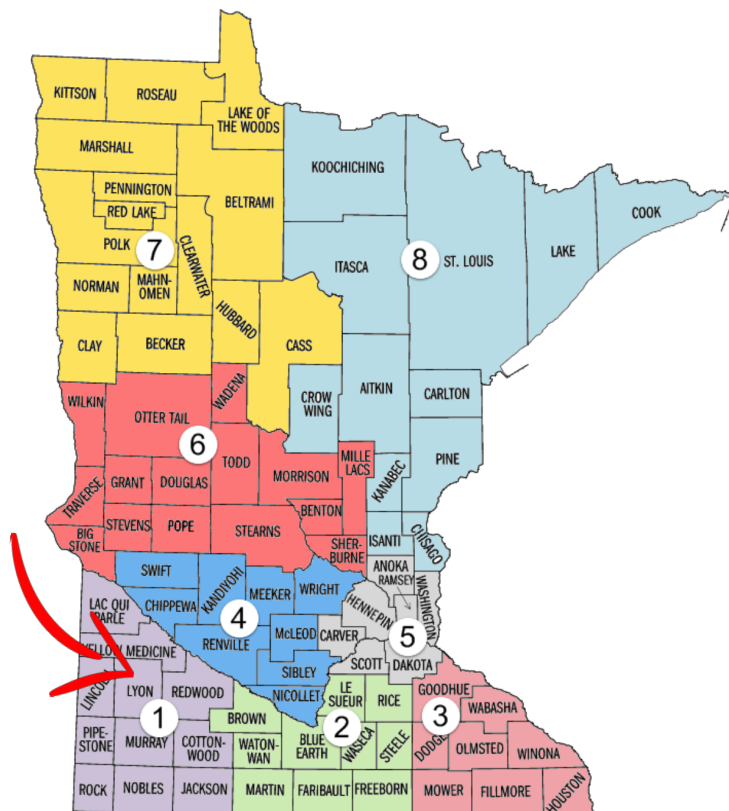 KITTSON
ROSEAU
LAKE OF
THE WOODS
MARSHALL
KOOCHICHING
PENNINGTON
BELTRAMI
RED LAKE
COOK
POLK
7
CLEARWATER
LAKE
ITASCA
8
ST. LOUIS
NORMAN
MAHN-
OMEN
HUBBARD
CLAY
BECKER
CASS
AITKIN
WADENA
CROW
WING
CARLTON
WILKIN
OTTER TAIL
6
TODD
MILLE
LACS
PINE
MORRISON
KANABEC
TRAVERSE
GRANT
DOUGLAS
BENTON
STEVENS
POPE
STEARNS
BIG
STONE
SHER-
BURNE
ISANTI
CHISAGO
SWIFT
KANDIYOHI
MEEKER
WRIGHT
ANOKA
RAMSEY
WASHINGTON
LAC QUI
PARLE
CHIPPEWA
HENNEPIN
4
McLEOD
CARVER
5
YELLOW MEDICINE
RENVILLE
SCOTT
DAKOTA
SIBLEY
LINCOLN
LYON
REDWOOD
NICOLLET
LE
SUEUR
RICE
GOODHUE
WABASHA
1
BROWN
2
3
PIPE-
STONE
MURRAY
COTTON-
WOOD
WATON-
WAN
BLUE
EARTH
WASECA
STEELE
DODGE
OLMSTED
WINONA
ROCK
NOBLES
JACKSON
MARTIN
FARIBAULT
FREEBORN
MOWER
FILLMORE
HOUSTON